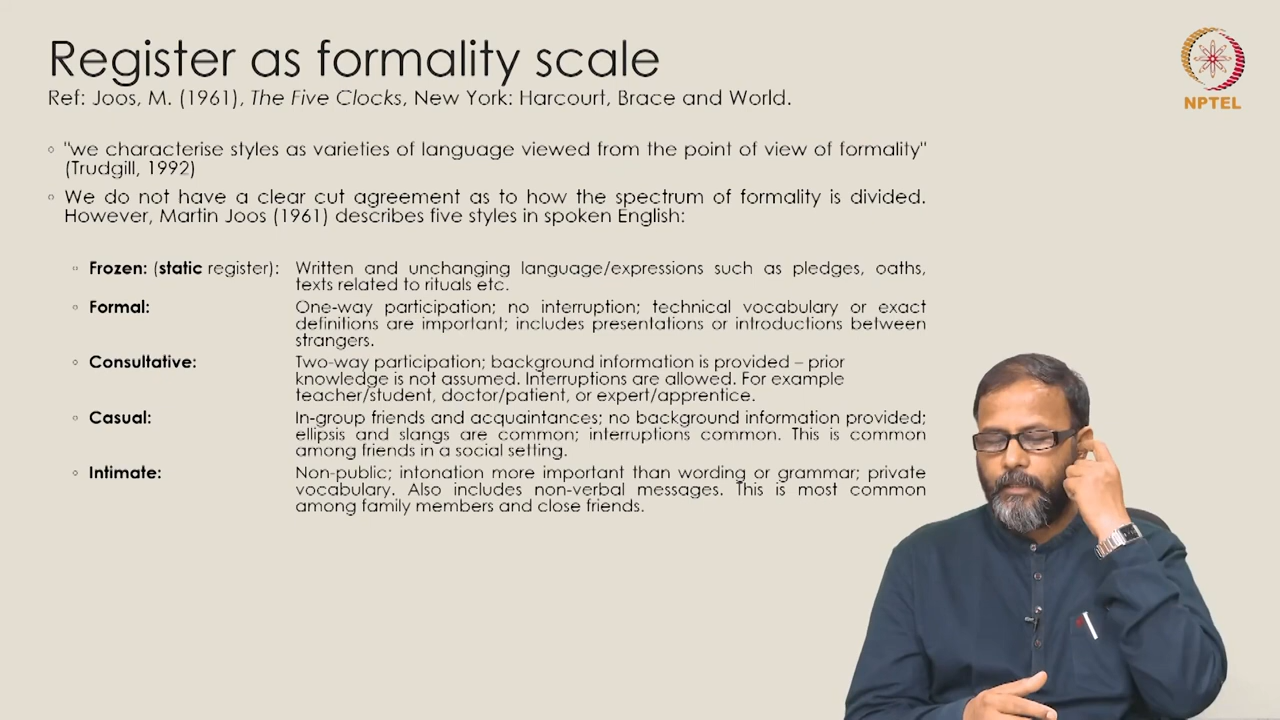 Register as formality scale
Ref: Joos, M. (1961), The Five Clocks, New York: Harcourt, Brace and World.
NPTEL
"we characterise styles as varieties of language viewed from the point of view of formality"
(Trudgill, 1992)
We do not have a clear cut agreement as to how the spectrum of formality is divided.
However, Martin Joos (1961) describes five styles in spoken English:
Frozen: (static register): Written and unchanging language/expressions such as pledges, oaths,
texts related to rituals etc.
Formal: One-way participation; no interruption; technical vocabulary or exact
definitions are important; includes presentations or introductions between
strangers.
Consultative: Two-way participation; background information is provided – prior
knowledge is not assumed. Interruptions are allowed. For example
teacher/student, doctor/patient, or expert/apprentice.
Casual: In-group friends and acquaintances; no background information provided;
ellipsis and slangs are common; interruptions common. This is common
among friends in a social setting.
Intimate: Non-public; intonation more important than wording or grammar; private
vocabulary. Also includes non-verbal messages. This is most common
among family members and close friends.